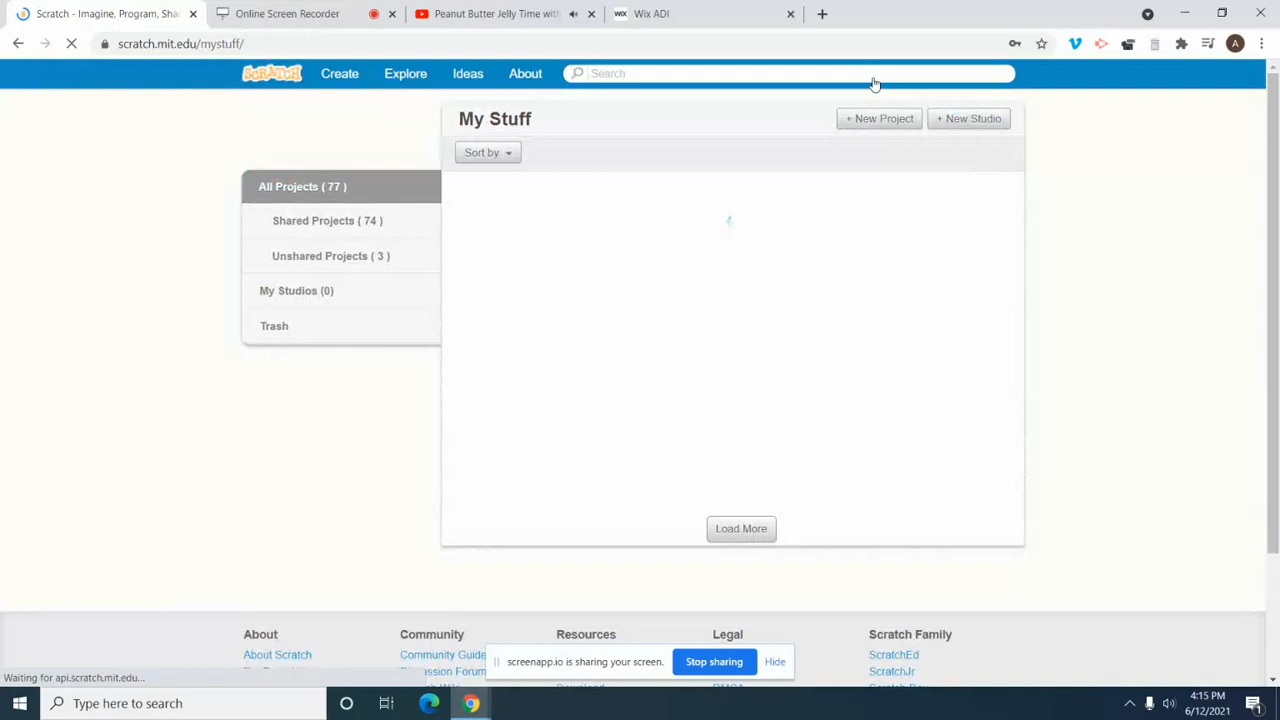 Scratch - Imagine, Program, Sha
Online Screen Recorder
Peanut Butter Jelly Time with
WiX Wix ADI
scratch.mit.edu/mystuff/
A
SCRATCH Create Explore Ideas About Search
My Stuff
+ New Project + New Studio
Sort by
All Projects ( 77 )
Shared Projects ( 74 )
Unshared Projects ( 3 )
My Studios (0)
Trash
Load More
About Community Resources Legal Scratch Family
About Scratch Community Guide ScratchEd
screenapp.io is sharing your screen. Stop sharing Hide
ScratchJr
Waiting for api.scratch.mit.edu...
Type here to search
4:15 PM
6/12/2021
1